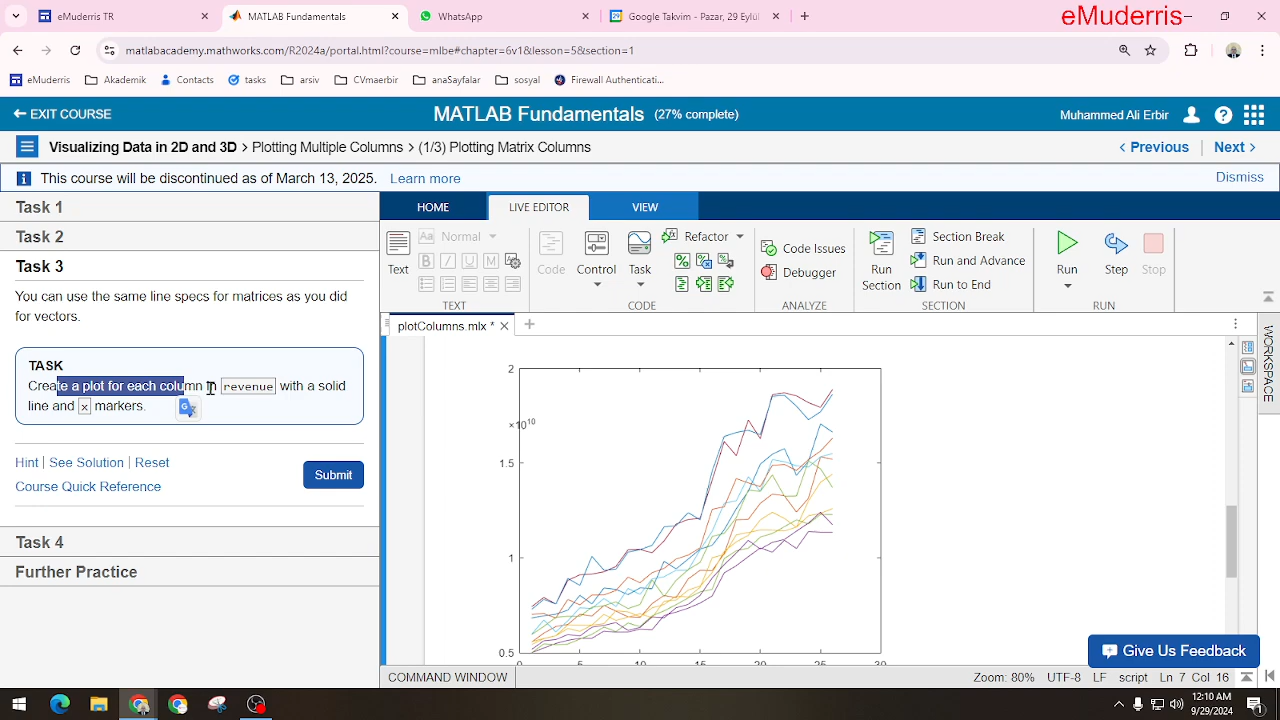 eMuderris TR
MATLAB Fundamentals
WhatsApp
Google Takvim - Pazar, 29 Eylül
eMuderris
matlabacademy.mathworks.com/R2024a/portal.html?course=mlbe#chapter=6v1&lesson=5&section=1
eMuderris
Akademik
Contacts
tasks
arsiv
CVmaerbir
anaSayfalar
sosyal
Firewall Authenticati...
EXIT COURSE
MATLAB Fundamentals (27% complete)
Muhammed Ali Erbir
Visualizing Data in 2D and 3D > Plotting Multiple Columns > (1/3) Plotting Matrix Columns
< Previous
Next >
This course will be discontinued as of March 13, 2025. Learn more
Dismiss
Task 1
Task 2
Task 3
You can use the same line specs for matrices as you did
for vectors.
TASK
Create a plot for each column in revenue with a solid
line and x markers.
Hint | See Solution | Reset
Submit
Course Quick Reference
Task 4
Further Practice
HOME
LIVE EDITOR
VIEW
Text
Aa Normal
B I U M
TEXT
Code
Control
Task
Refactor
CODE
Code Issues
Debugger
ANALYZE
Run
Section
Section Break
Run and Advance
Run to End
SECTION
Run
Step
Stop
RUN
plotColumns.mlx *
WORKSPACE
2
×10¹⁰
1.5
1
0.5
0 5 10 15 20 25 30
Give Us Feedback
COMMAND WINDOW
Zoom: 80%
UTF-8
LF
script
Ln 7 Col 16
12:10 AM
9/29/2024